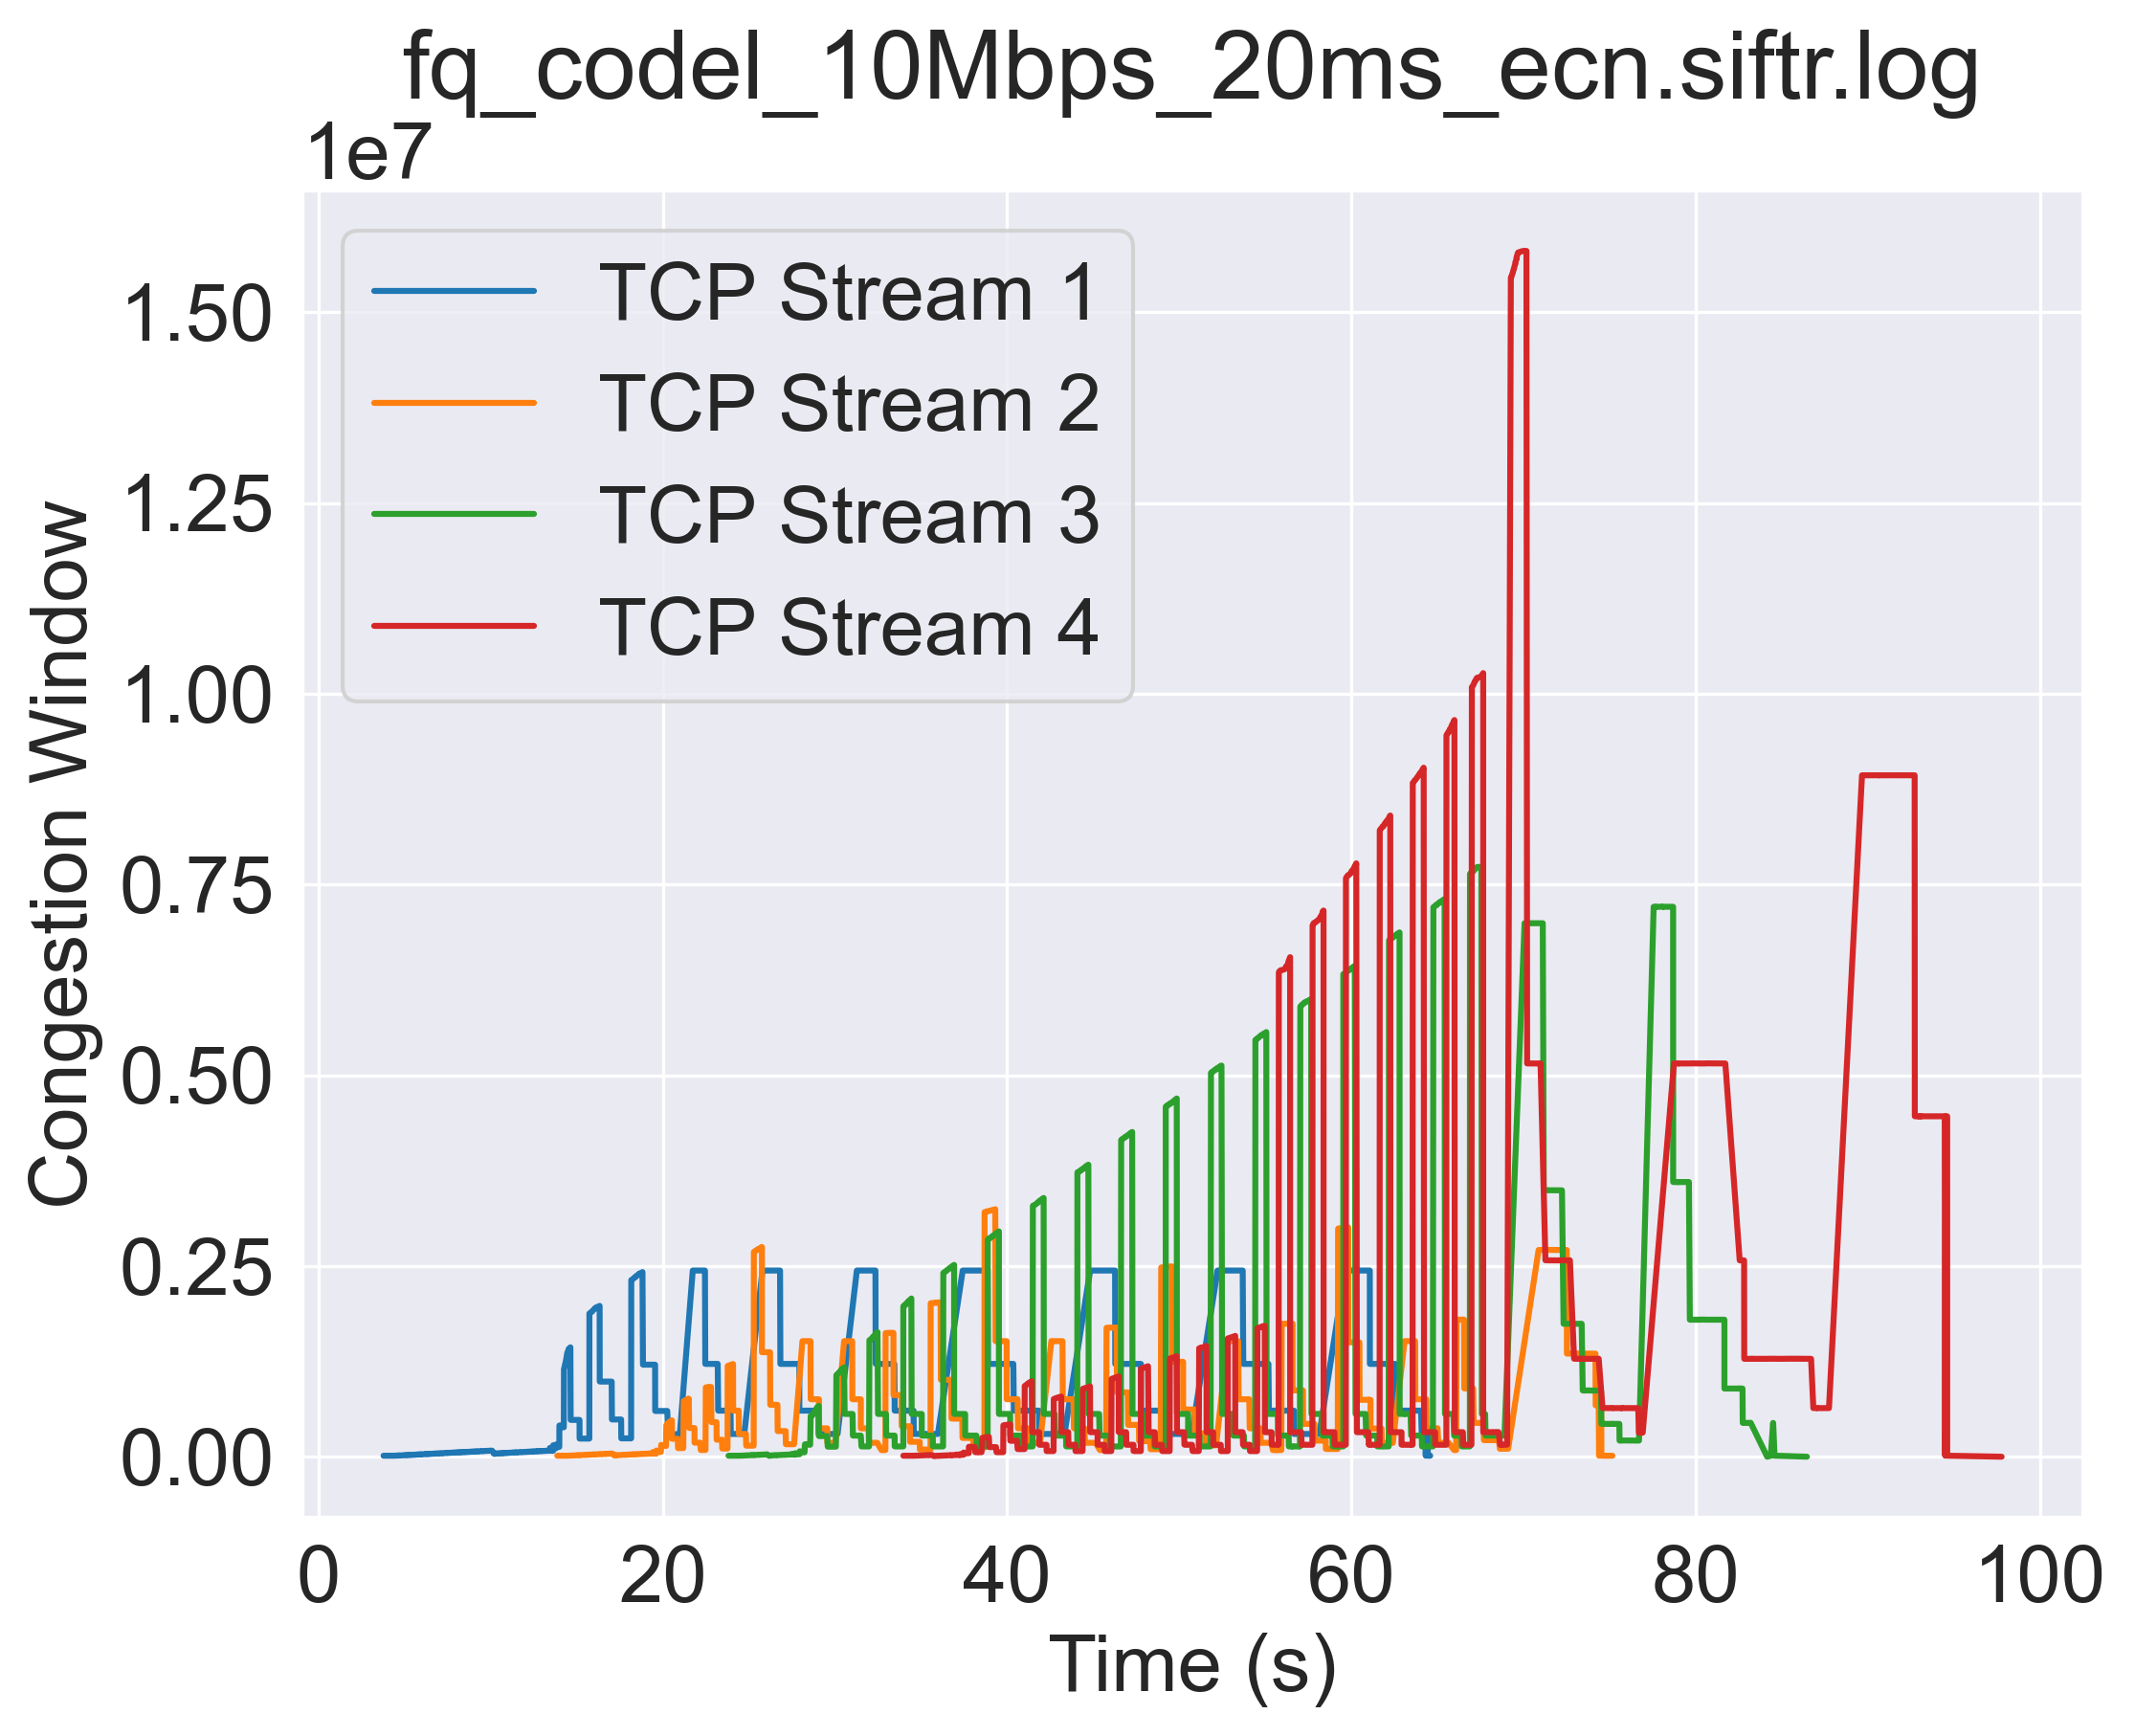 fq_codel_10Mbps_20ms_ecn.siftr.log
1e7
TCP Stream 1
TCP Stream 2
TCP Stream 3
TCP Stream 4
1.50
1.25
1.00
0.75
0.50
0.25
0.00
Congestion Window
0 20 40 60 80 100
Time (s)